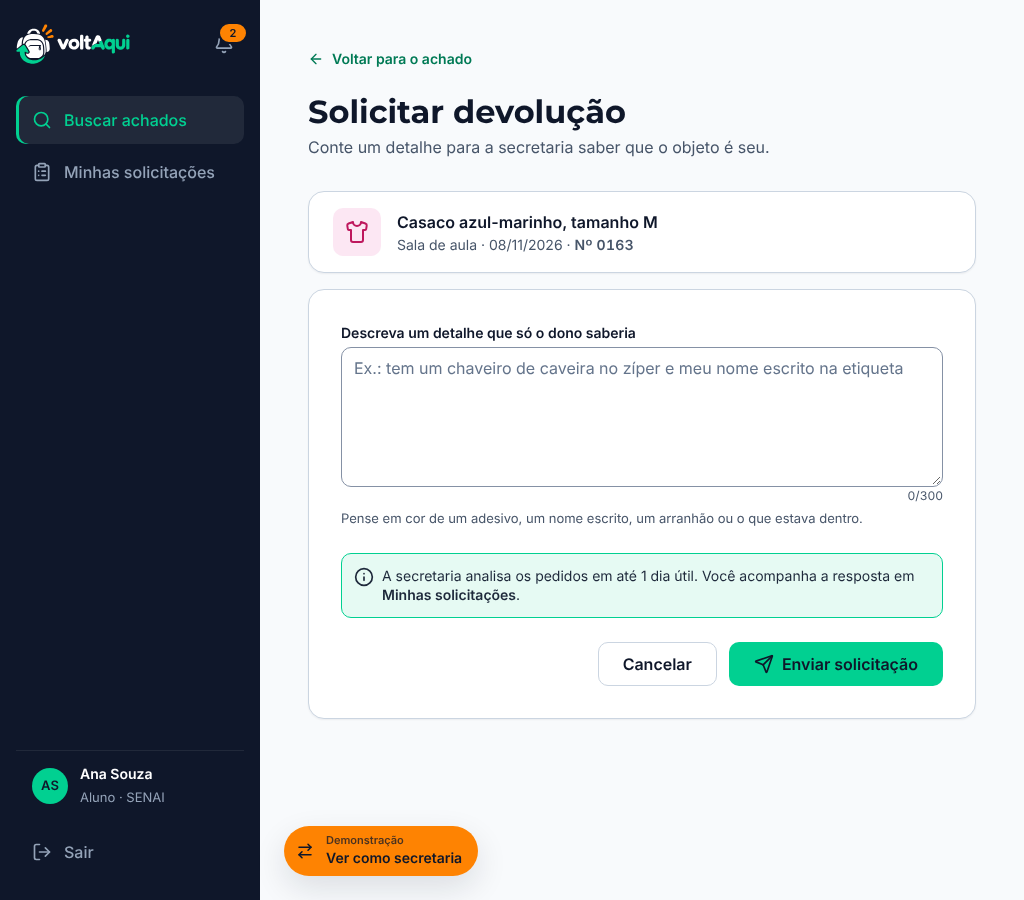 voltAqui
2
Buscar achados
Minhas solicitações
Voltar para o achado
Solicitar devolução
Conte um detalhe para a secretaria saber que o objeto é seu.
Casaco azul-marinho, tamanho M
Sala de aula · 08/11/2026 · Nº 0163
Descreva um detalhe que só o dono saberia
Ex.: tem um chaveiro de caveira no zíper e meu nome escrito na etiqueta
0/300
Pense em cor de um adesivo, um nome escrito, um arranhão ou o que estava dentro.
A secretaria analisa os pedidos em até 1 dia útil. Você acompanha a resposta em
Minhas solicitações.
Cancelar
Enviar solicitação
AS
Ana Souza
Aluno · SENAI
Sair
Demonstração
Ver como secretaria